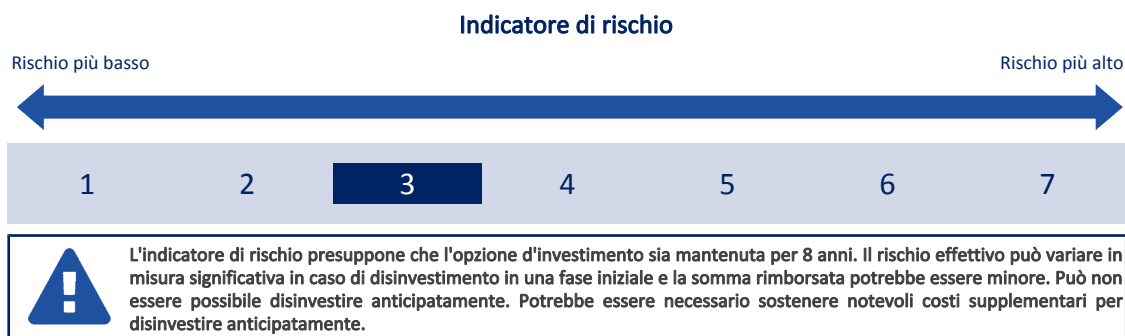 Indicatore di rischio
Rischio più basso
Rischio più alto
1 2 3 4 5 6 7
L'indicatore di rischio presuppone che l'opzione d'investimento sia mantenuta per 8 anni. Il rischio effettivo può variare in
misura significativa in caso di disinvestimento in una fase iniziale e la somma rimborsata potrebbe essere minore. Può non
essere possibile disinvestire anticipatamente. Potrebbe essere necessario sostenere notevoli costi supplementari per
disinvestire anticipatamente.